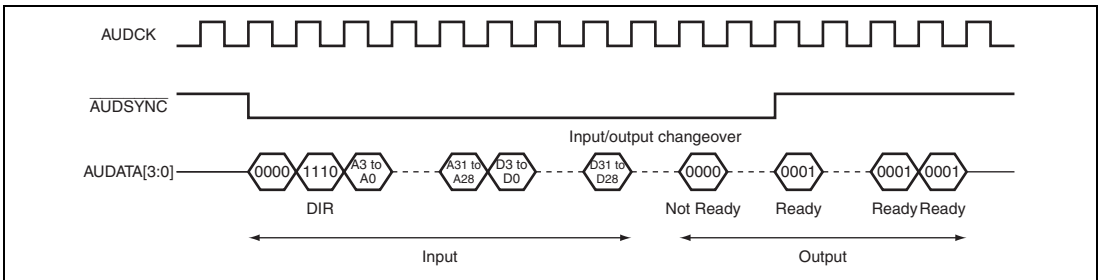 AUDCK
AUDSYNC
Input/output changeover
AUDATA[3:0]
0000
1110
A3 to
A0
A31 to
A28
D3 to
D0
D31 to
D28
0000
0001
0001
0001
DIR
Not Ready
Ready
Ready
Ready
Input
Output